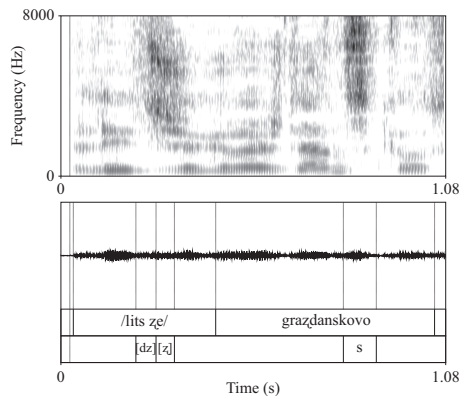 8000
Frequency (Hz)
0
0 1.08
/lits ʐe/ graʐdanskovo
[dz] [ʐ] s
0 1.08
Time (s)